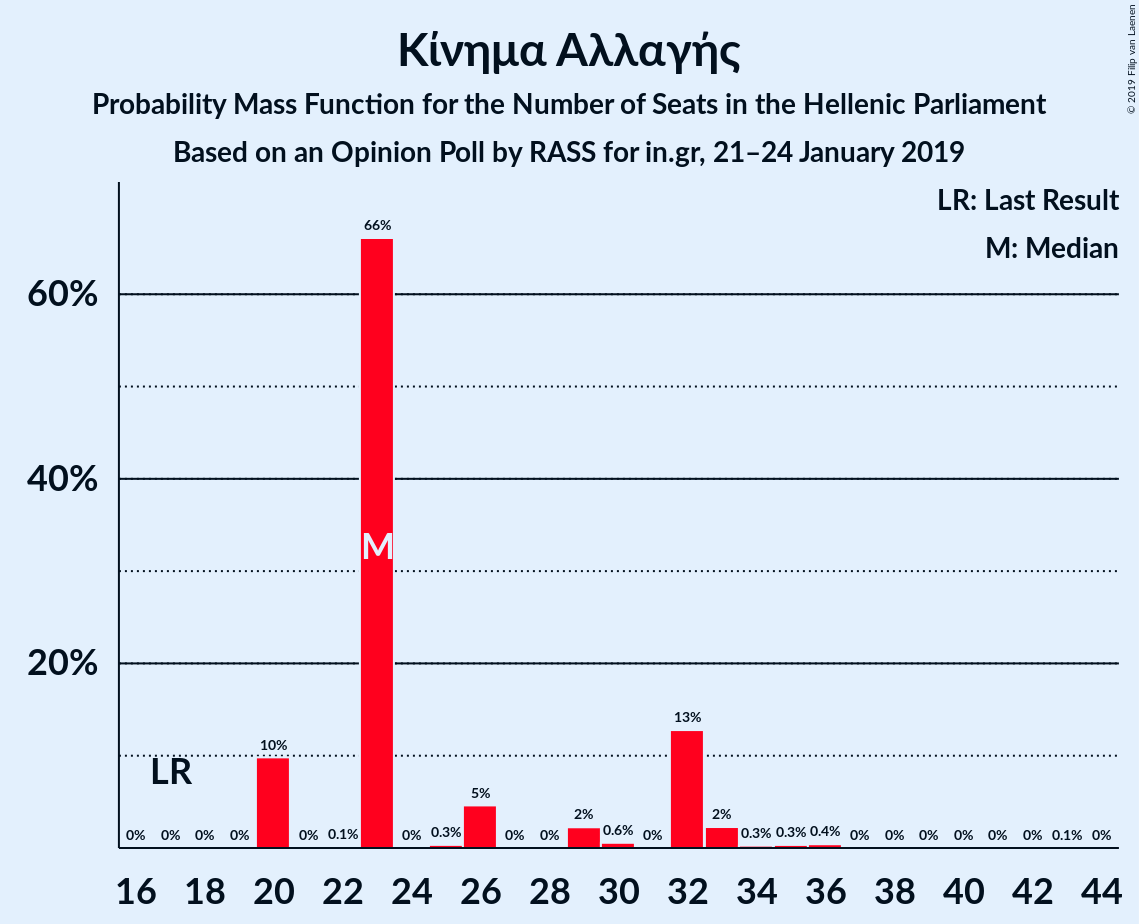 Κίνημα Αλλαγής
Probability Mass Function for the Number of Seats in the Hellenic Parliament
Based on an Opinion Poll by RASS for in.gr, 21–24 January 2019
© 2019 Filip van Laenen
LR: Last Result
M: Median
60%
40%
20%
66%
M
13%
10%
LR
5%
2%
2%
0% 0% 0% 0% 0% 0.1% 0% 0.3% 0% 0% 0.6% 0% 0.3% 0.3% 0.4% 0% 0% 0% 0% 0% 0% 0.1% 0%
16 18 20 22 24 26 28 30 32 34 36 38 40 42 44